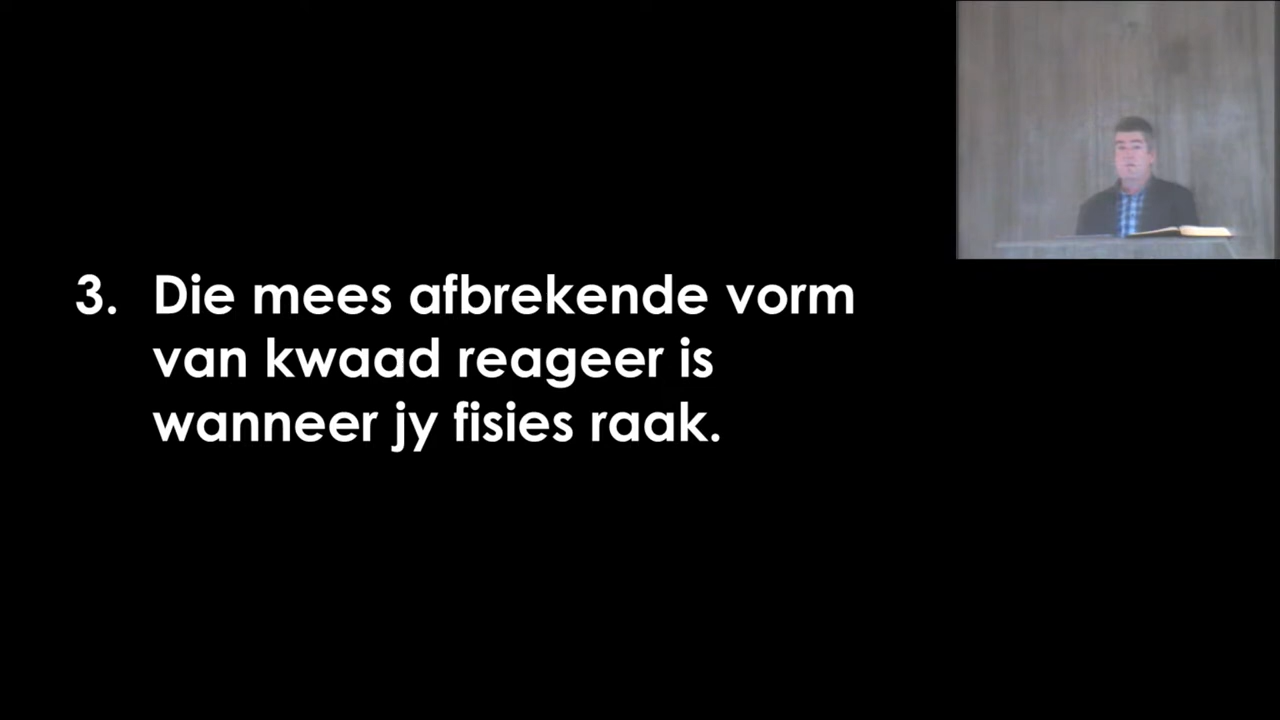 3. Die mees afbrekende vorm
van kwaad reageer is
wanneer jy fisies raak.